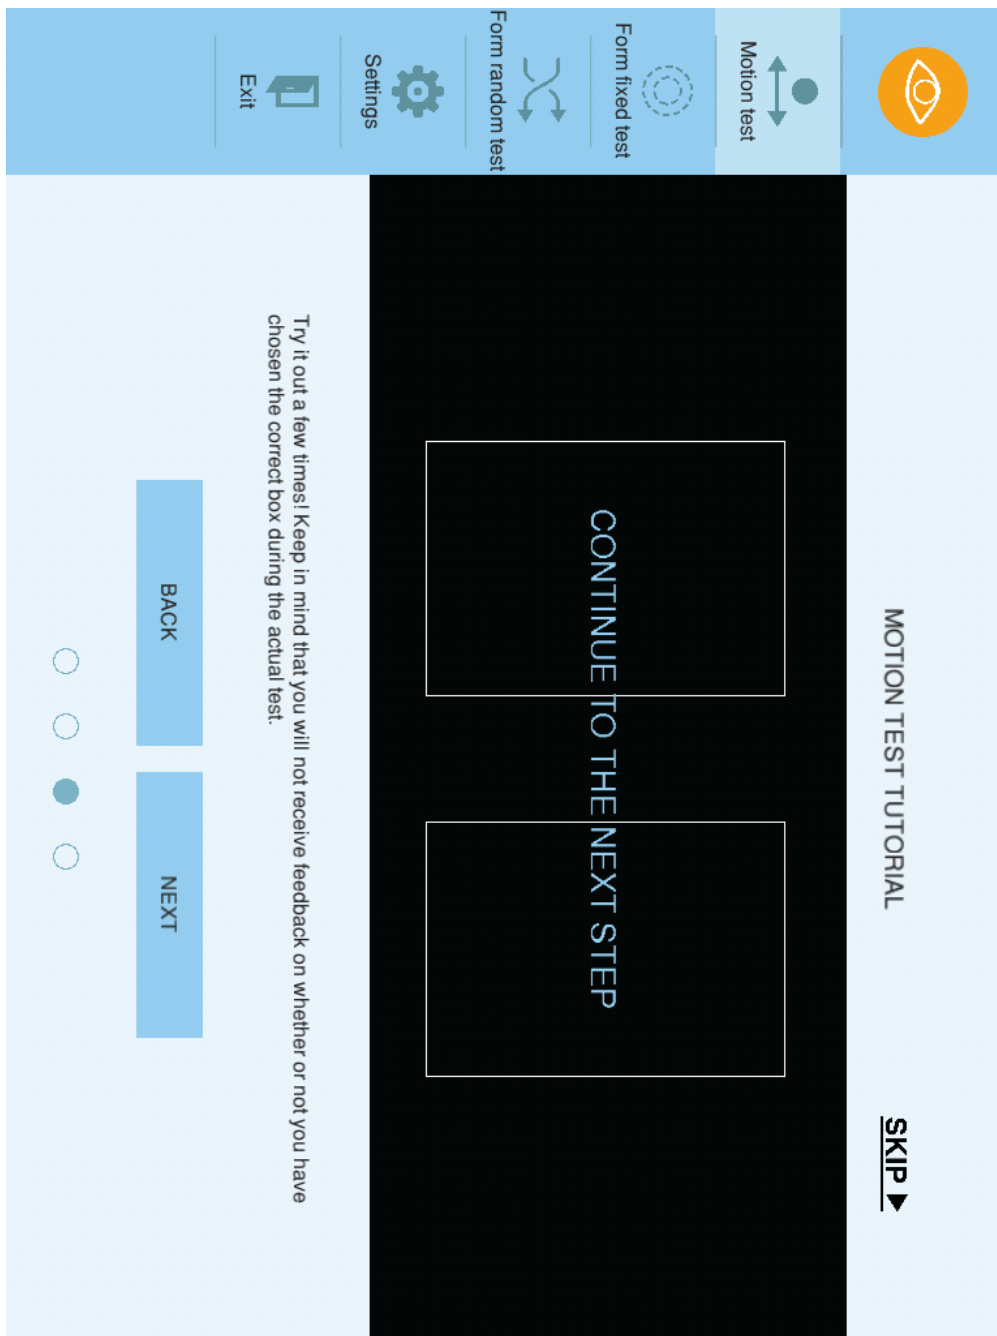 MOTION TEST TUTORIAL
SKIP
Motion test
Form fixed test
Form random test
Settings
Exit
CONTINUE TO THE NEXT STEP
Try it out a few times! Keep in mind that you will not receive feedback on whether or not you have
chosen the correct box during the actual test.
BACK
NEXT